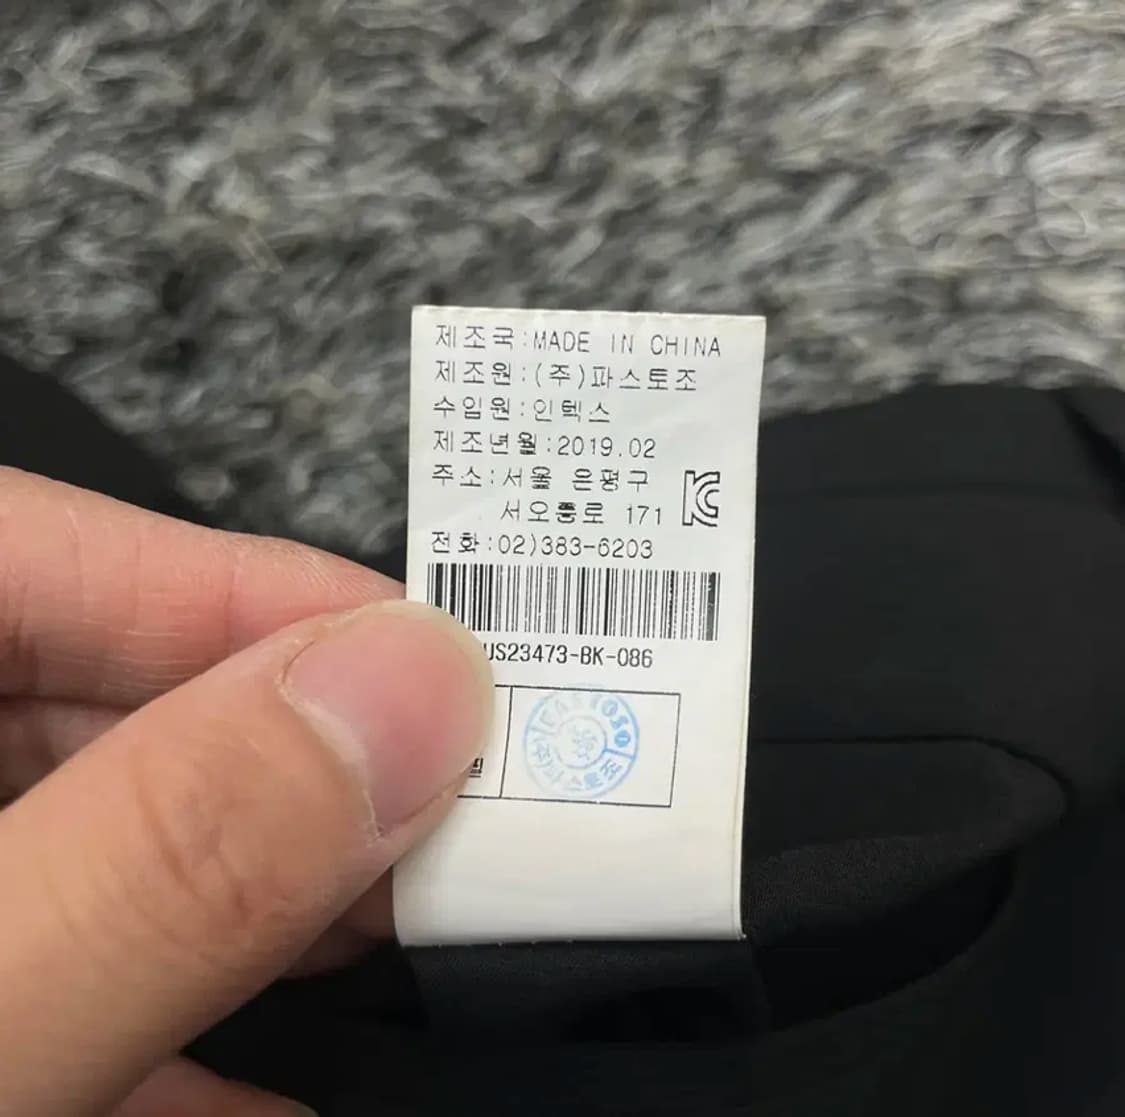 제조국:MADE IN CHINA
제조원:(주)파스토조
수입원:인텍스
제조년월:2019.02
주소:서울 은평구
서오릉로 171
전화:02)383-6203
US23473-BK-086